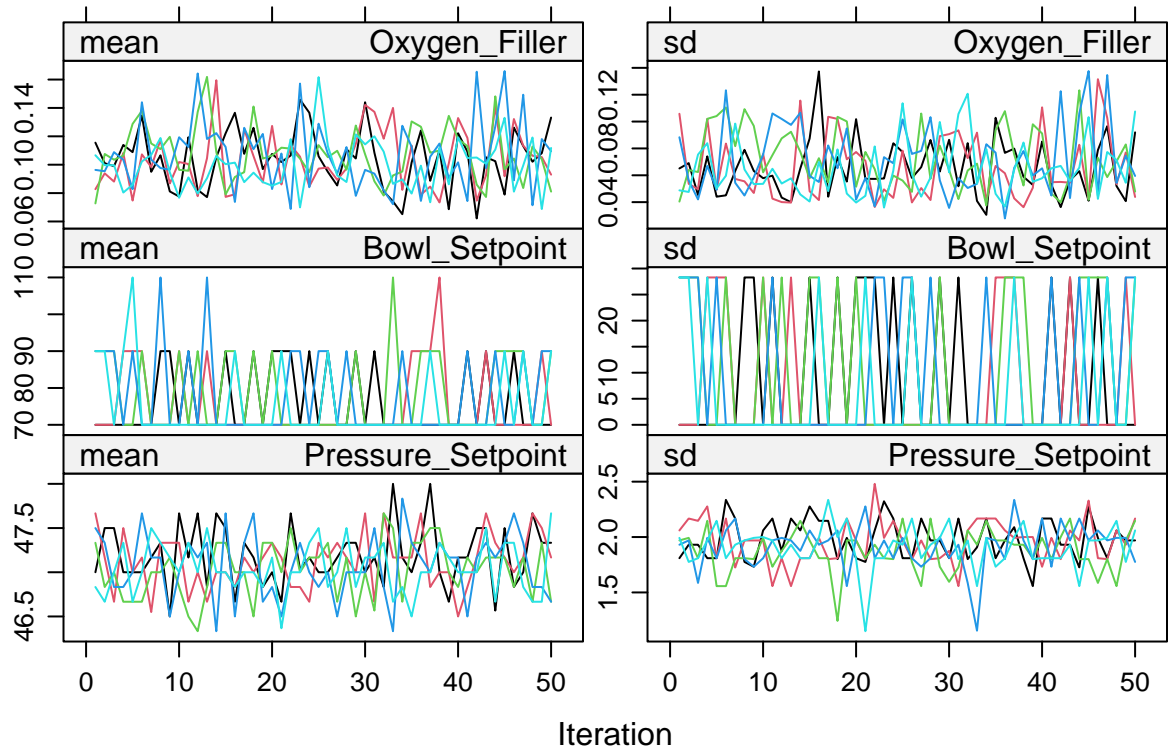 mean Oxygen_Filler sd Oxygen_Filler
0.06 0.10 0.14
0.04 0.08 0.12
mean Bowl_Setpoint sd Bowl_Setpoint
70 80 90 110
0 5 10 20
mean Pressure_Setpoint sd Pressure_Setpoint
46.5 47.5
1.5 2.0 2.5
0 10 20 30 40 50 0 10 20 30 40 50
Iteration